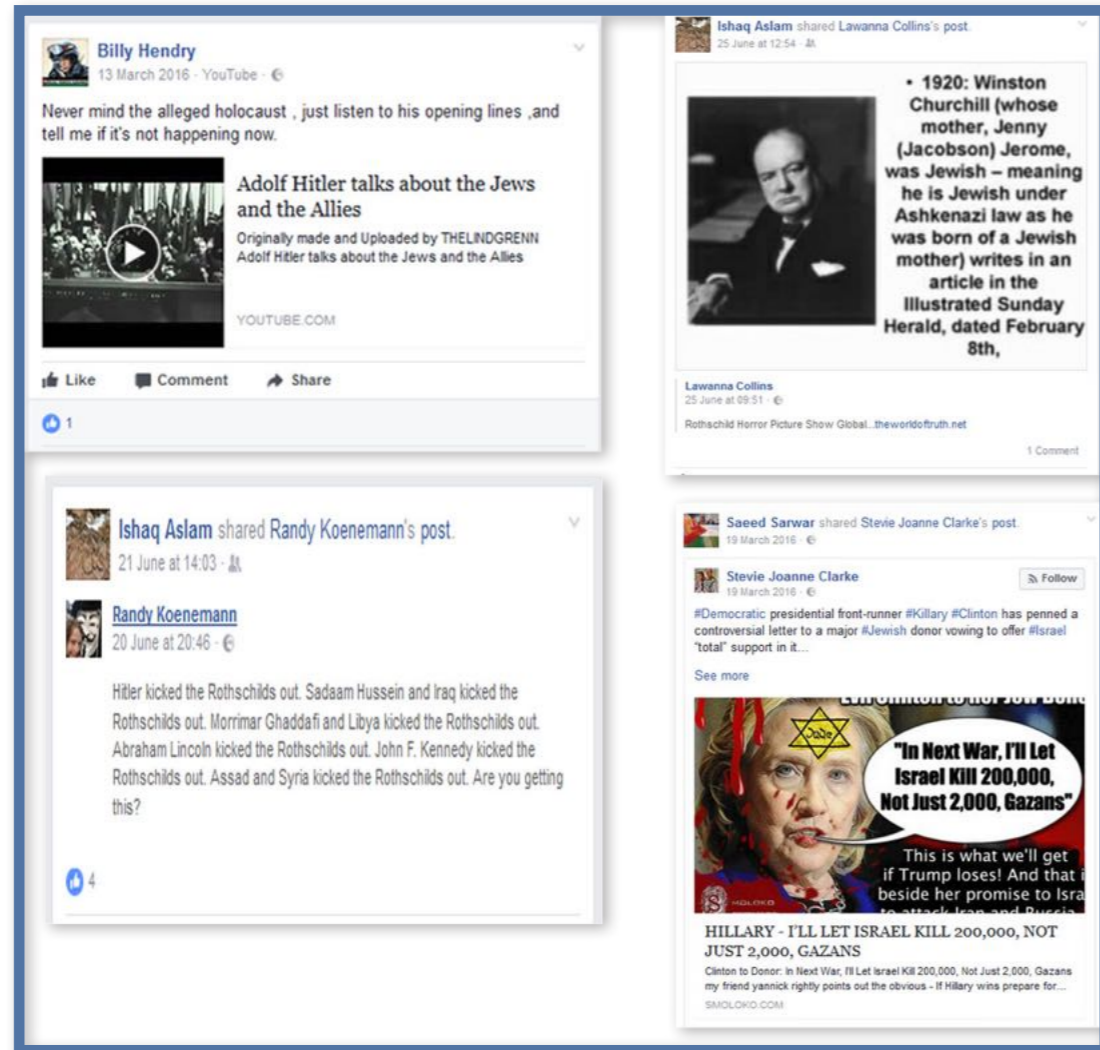 Billy Hendry
13 March 2016 · YouTube ·
Never mind the alleged holocaust , just listen to his opening lines ,and
tell me if it's not happening now.
Adolf Hitler talks about the Jews
and the Allies
Originally made and Uploaded by THELINDGRENN
Adolf Hitler talks about the Jews and the Allies
YOUTUBE.COM
Like Comment Share
1
Ishaq Aslam shared Lawanna Collins's post.
25 June at 12:54 ·
• 1920: Winston
Churchill (whose
mother, Jenny
(Jacobson) Jerome,
was Jewish – meaning
he is Jewish under
Ashkenazi law as he
was born of a Jewish
mother) writes in an
article in the
Illustrated Sunday
Herald, dated February
8th,
Lawanna Collins
25 June at 09:51 ·
Rothschild Horror Picture Show Global...theworldoftruth.net
1 Comment
Ishaq Aslam shared Randy Koenemann's post.
21 June at 14:03 ·
Randy Koenemann
20 June at 20:46 ·
Hitler kicked the Rothschilds out. Sadaam Hussein and Iraq kicked the
Rothschilds out. Morrimar Ghaddafi and Libya kicked the Rothschilds out.
Abraham Lincoln kicked the Rothschilds out. John F. Kennedy kicked the
Rothschilds out. Assad and Syria kicked the Rothschilds out. Are you getting
this?
4
Saeed Sarwar shared Stevie Joanne Clarke's post.
19 March 2016 ·
Stevie Joanne Clarke
Follow
19 March 2016 ·
#Democratic presidential front-runner #Killary #Clinton has penned a
controversial letter to a major #Jewish donor vowing to offer #Israel
"total" support in it...
See more
Jude
"In Next War, I'll Let
Israel Kill 200,000,
Not Just 2,000, Gazans"
This is what we'll get
if Trump loses! And that
beside her promise to
to attack Iran and Russia
MOLOKO
HILLARY - I'LL LET ISRAEL KILL 200,000, NOT
JUST 2,000, GAZANS
Clinton to Donor: In Next War, I'll Let Israel Kill 200,000, Not Just 2,000, Gazans
my friend yannick rightly points out the obvious - If Hillary wins prepare for...
SMOLOKO.COM